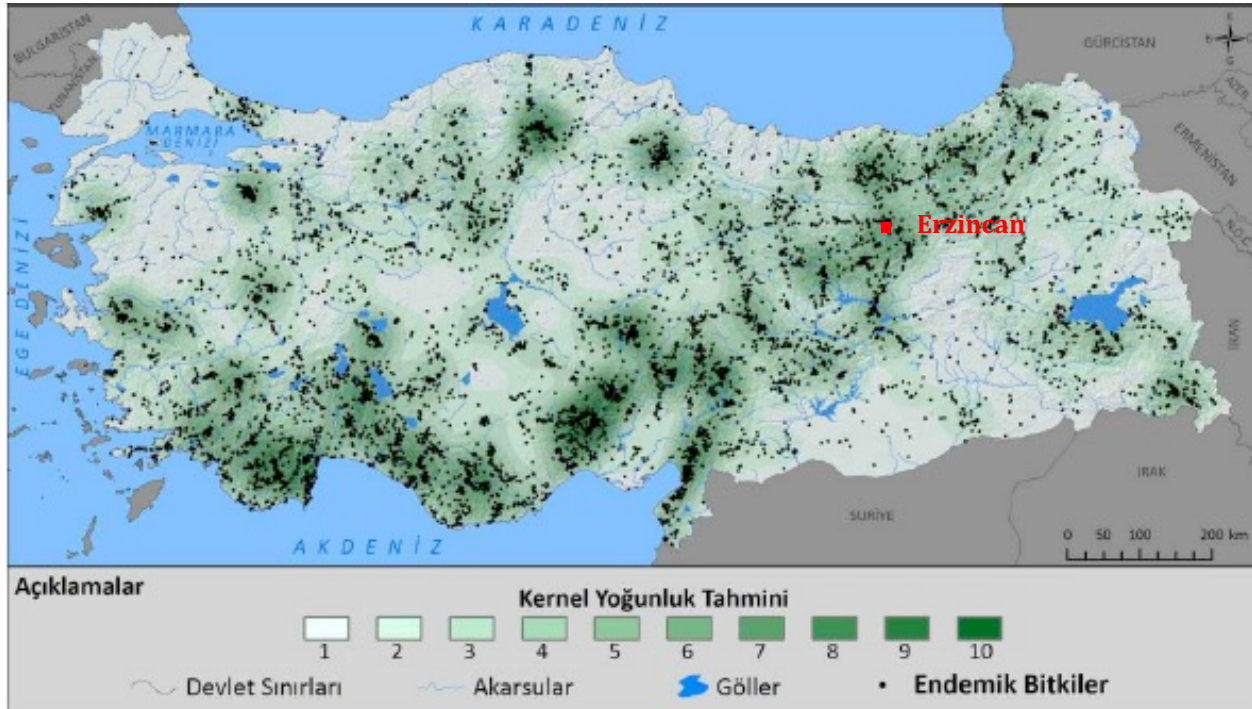 KARADENİZ
BULGARİSTAN
YUNANİSTAN
GÜRCİSTAN
AZER.
ERMENİSTAN
MARMARA
DENİZİ
Erzincan
EGE DENİZİ
İRAN
IRAK
SURİYE
AKDENİZ
0 50 100 200 km
Açıklamalar
Kernel Yoğunluk Tahmini
1 2 3 4 5 6 7 8 9 10
Devlet Sınırları Akarsular Göller Endemik Bitkiler